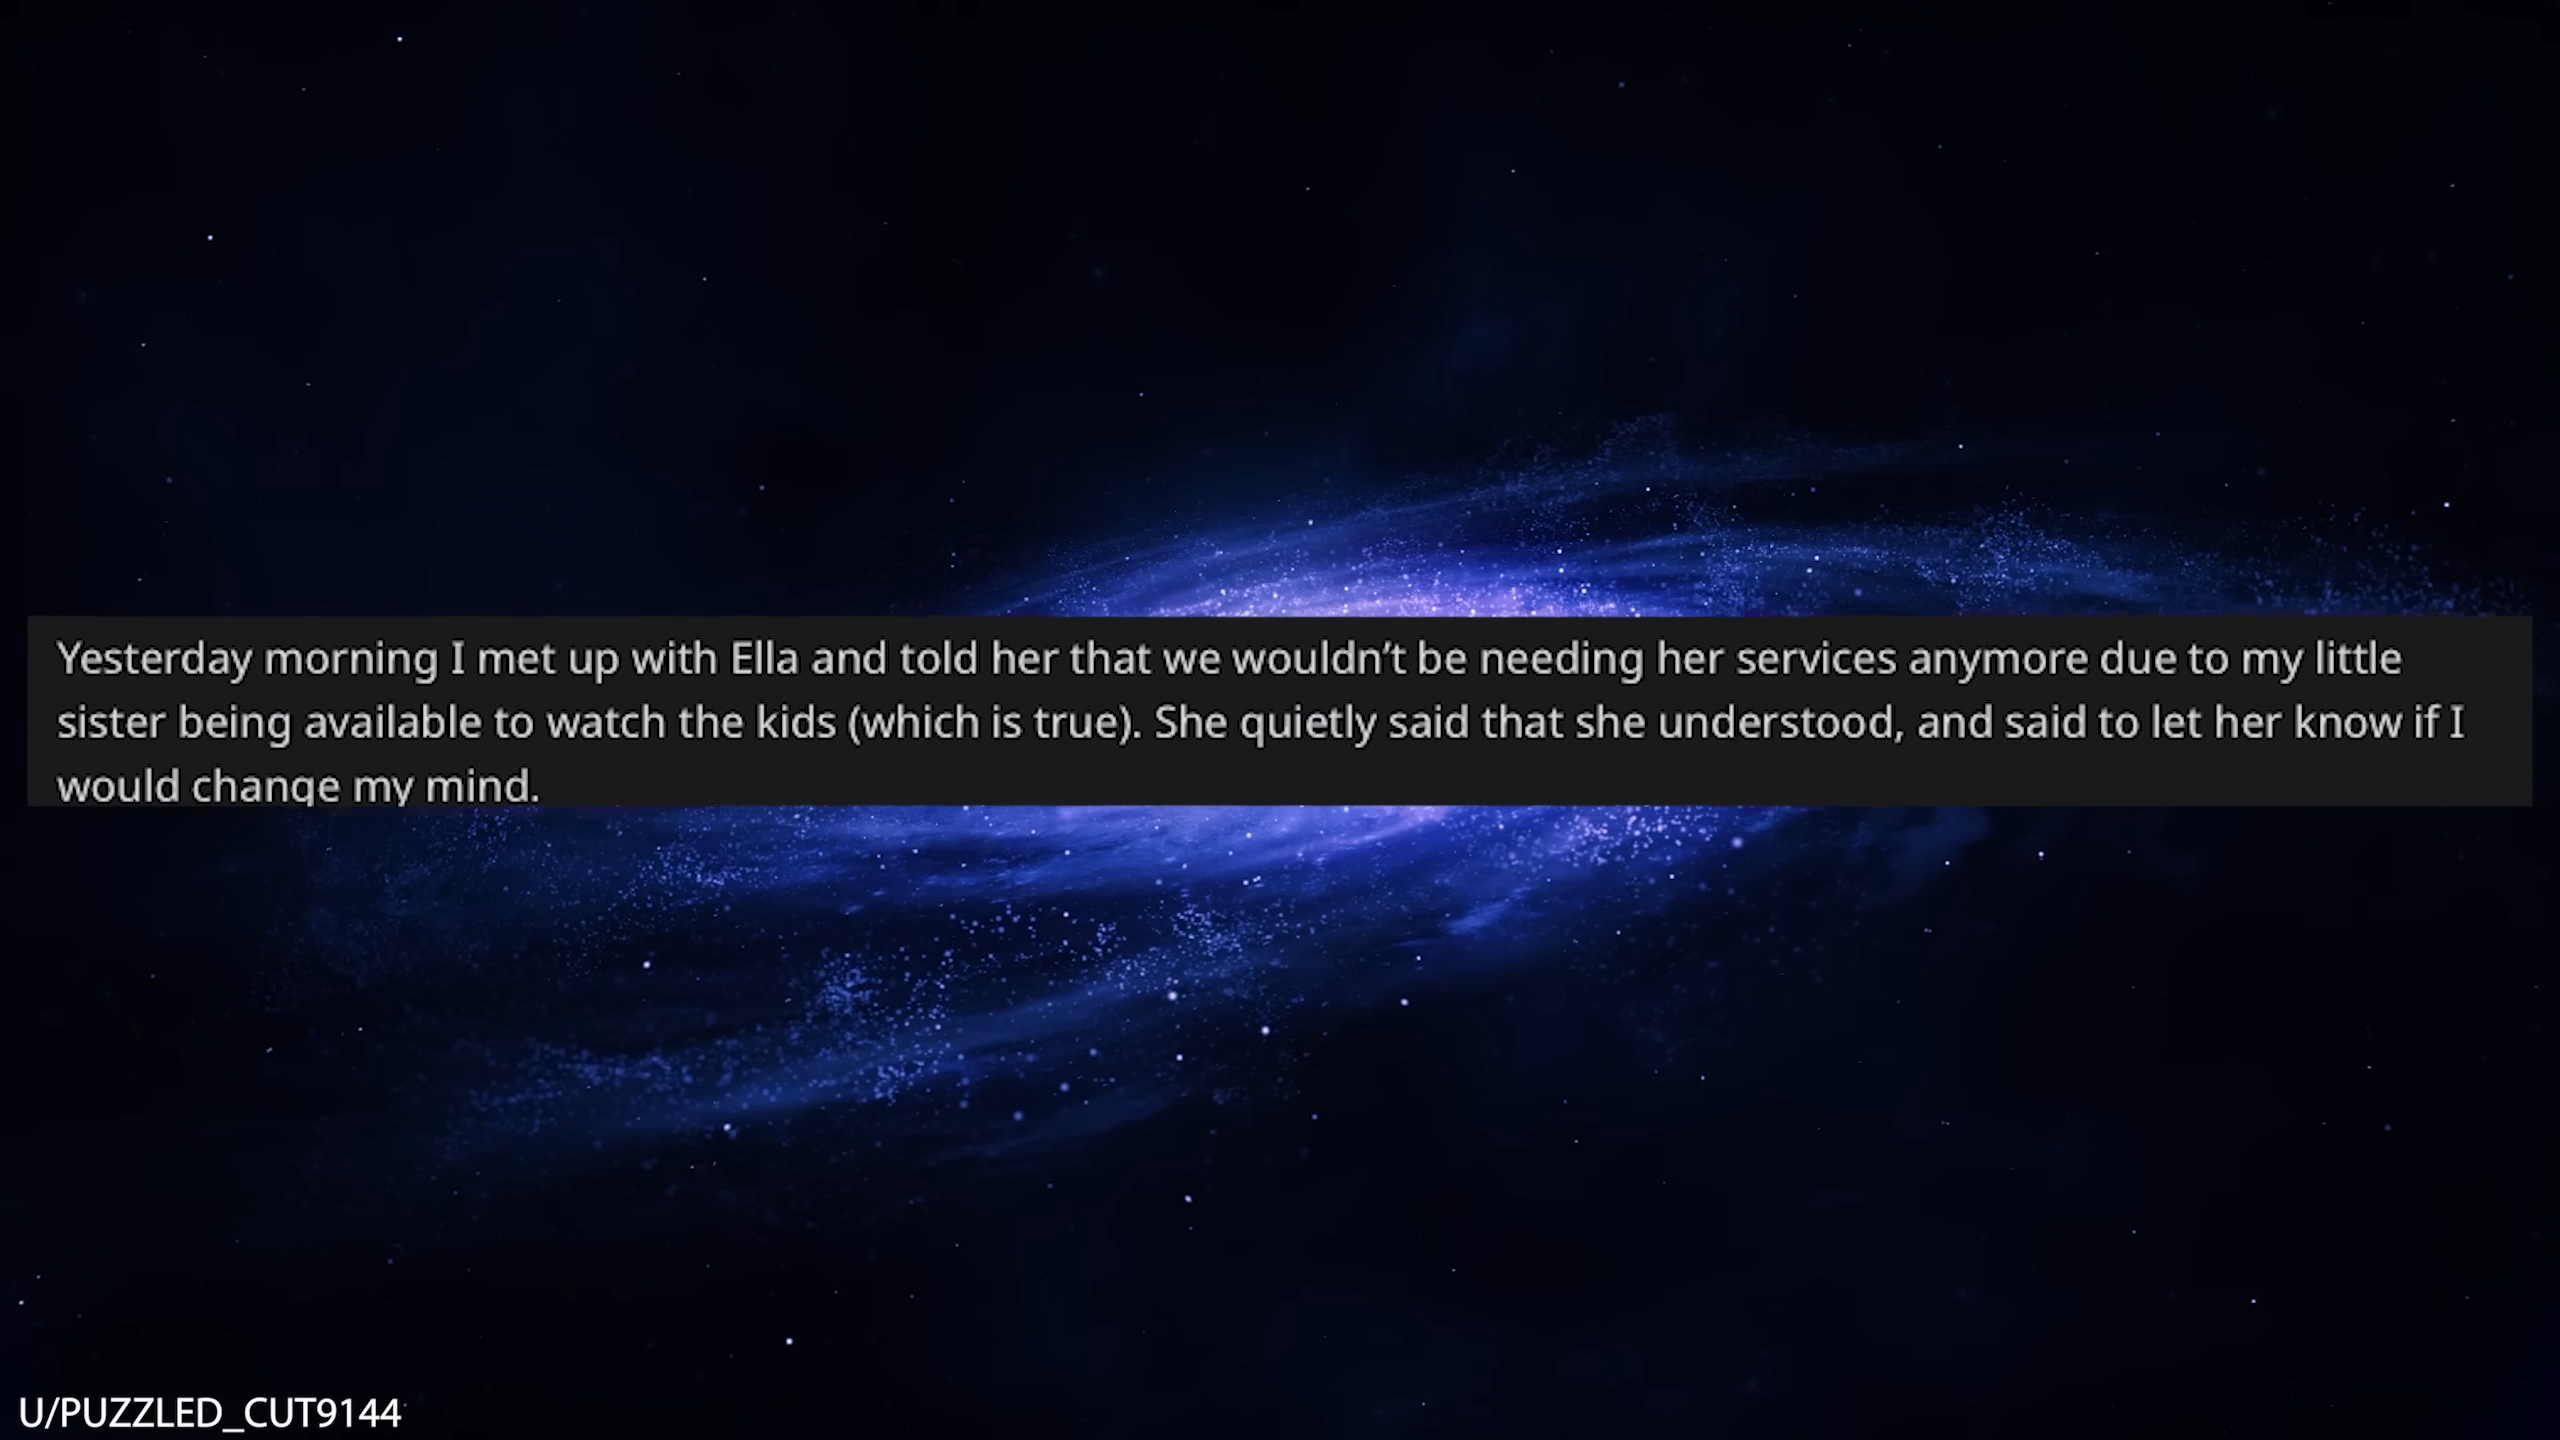 Yesterday morning I met up with Ella and told her that we wouldn’t be needing her services anymore due to my little
sister being available to watch the kids (which is true). She quietly said that she understood, and said to let her know if I
would change my mind.
U/PUZZLED_CUT9144